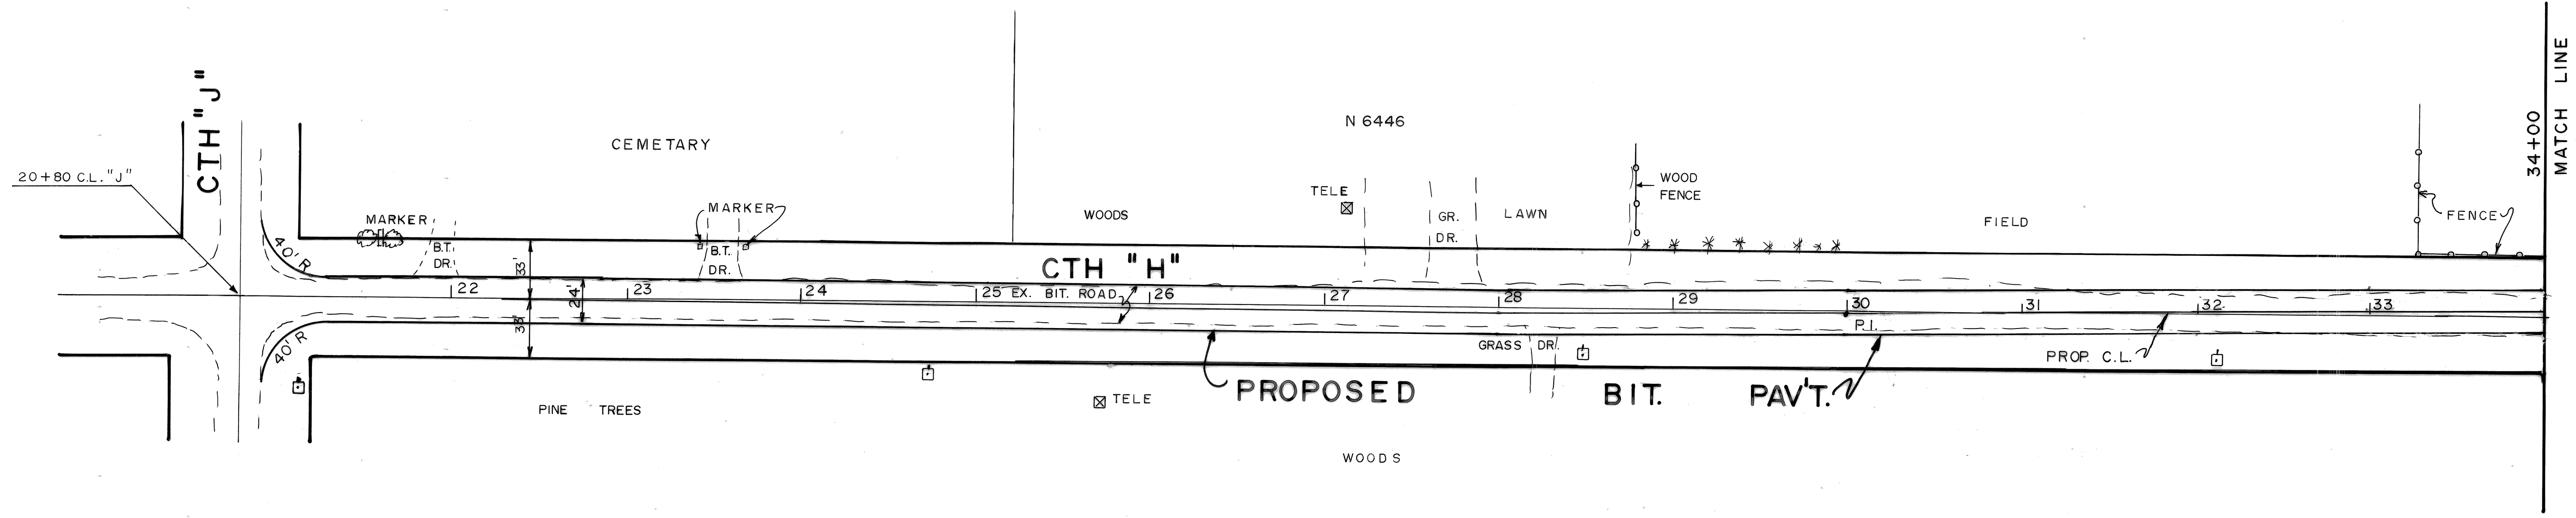 CTH "J"
20+80 C.L. "J"
40' R
40' R
MARKER
B.T.
DR.
CEMETARY
MARKER
B.T.
DR.
33'
24'
33'
PINE TREES
WOODS
CTH "H"
EX. BIT. ROAD
22
23
24
25
26
27
28
29
30
31
32
33
N 6446
TELE
GR.
DR.
LAWN
WOOD
FENCE
FIELD
FENCE
TELE
PROPOSED BIT. PAV'T.
GRASS DR.
P.I.
PROP. C.L.
WOODS
34+00
MATCH LINE